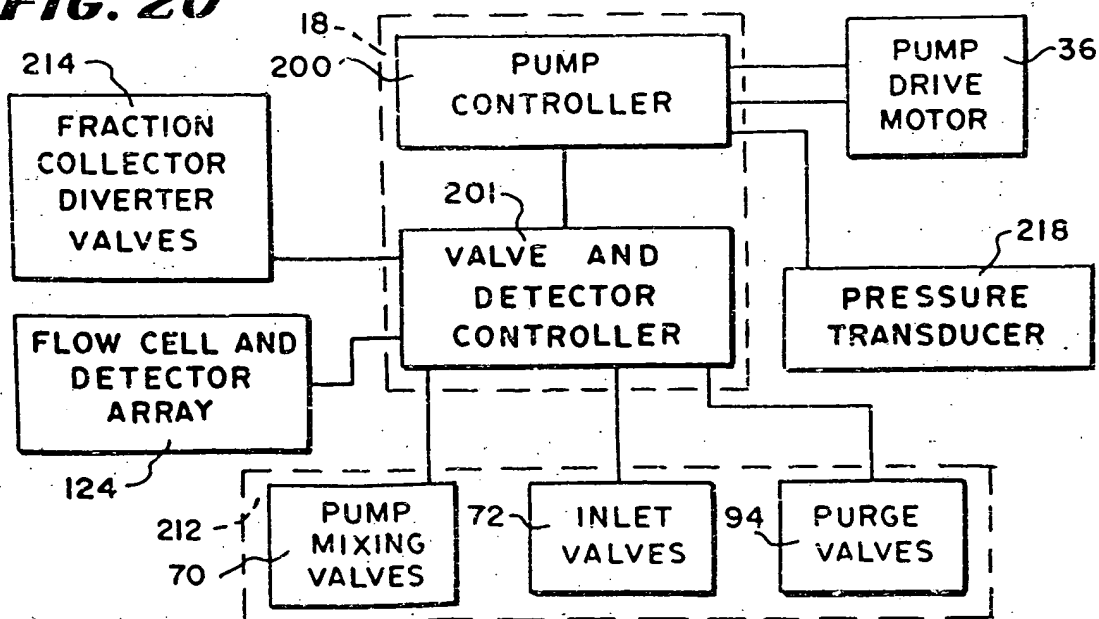 FIG. 20
18
200
PUMP
CONTROLLER
PUMP
DRIVE
MOTOR
36
214
FRACTION
COLLECTOR
DIVERTER
VALVES
201
VALVE AND
DETECTOR
CONTROLLER
218
PRESSURE
TRANSDUCER
FLOW CELL AND
DETECTOR
ARRAY
124
212
70
PUMP
MIXING
VALVES
72
INLET
VALVES
94
PURGE
VALVES